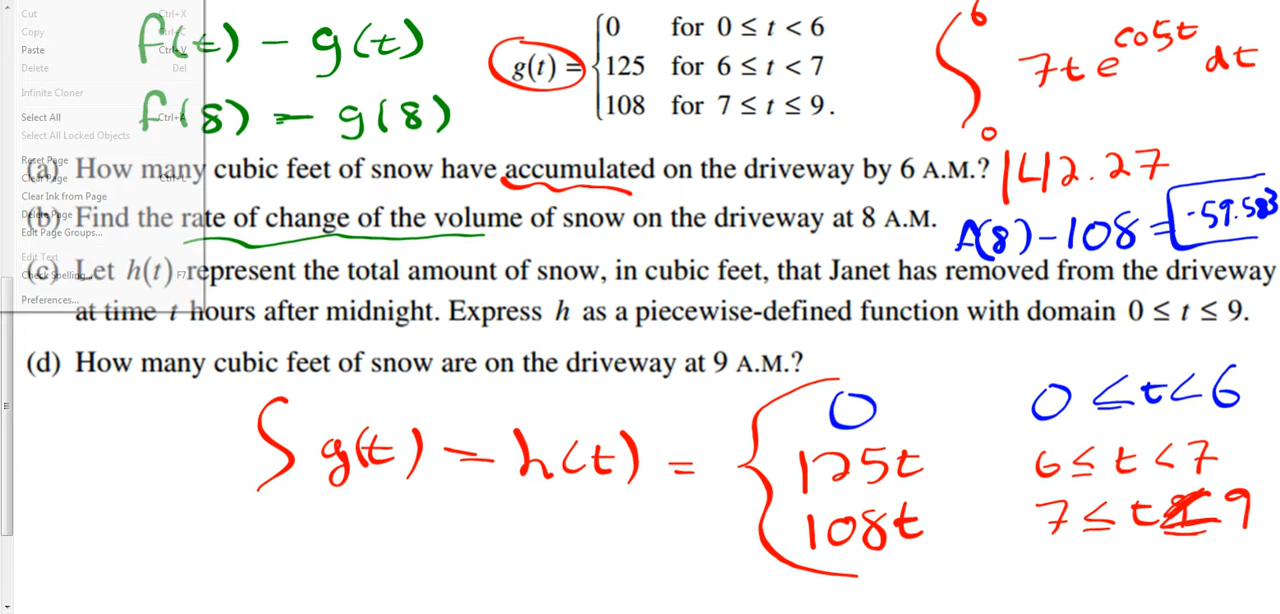 Cut Ctrl+X
Copy Ctrl+C
Paste Ctrl+V
Delete Del
Infinite Cloner
Select All Ctrl+A
Select All Locked Objects
Reset Page
Clear Page Ctrl+L
Clear Ink from Page
Delete Page
Edit Page Groups...
Edit Text
Check Spelling... F7
Preferences...
f(t) - g(t)
f(8) - g(8)
g(t) = { 0 for 0 ≤ t < 6
125 for 6 ≤ t < 7
108 for 7 ≤ t ≤ 9.
∫₀⁶ 7t e^cos t dt
(a) How many cubic feet of snow have accumulated on the driveway by 6 A.M.? 142.27
(b) Find the rate of change of the volume of snow on the driveway at 8 A.M. f(8) - 108 = -59.583
(c) Let h(t) represent the total amount of snow, in cubic feet, that Janet has removed from the driveway
at time t hours after midnight. Express h as a piecewise-defined function with domain 0 ≤ t ≤ 9.
(d) How many cubic feet of snow are on the driveway at 9 A.M.?
∫ g(t) - h(t) = { 0 0 ≤ t < 6
125t 6 ≤ t < 7
108t 7 ≤ t ≤ 9